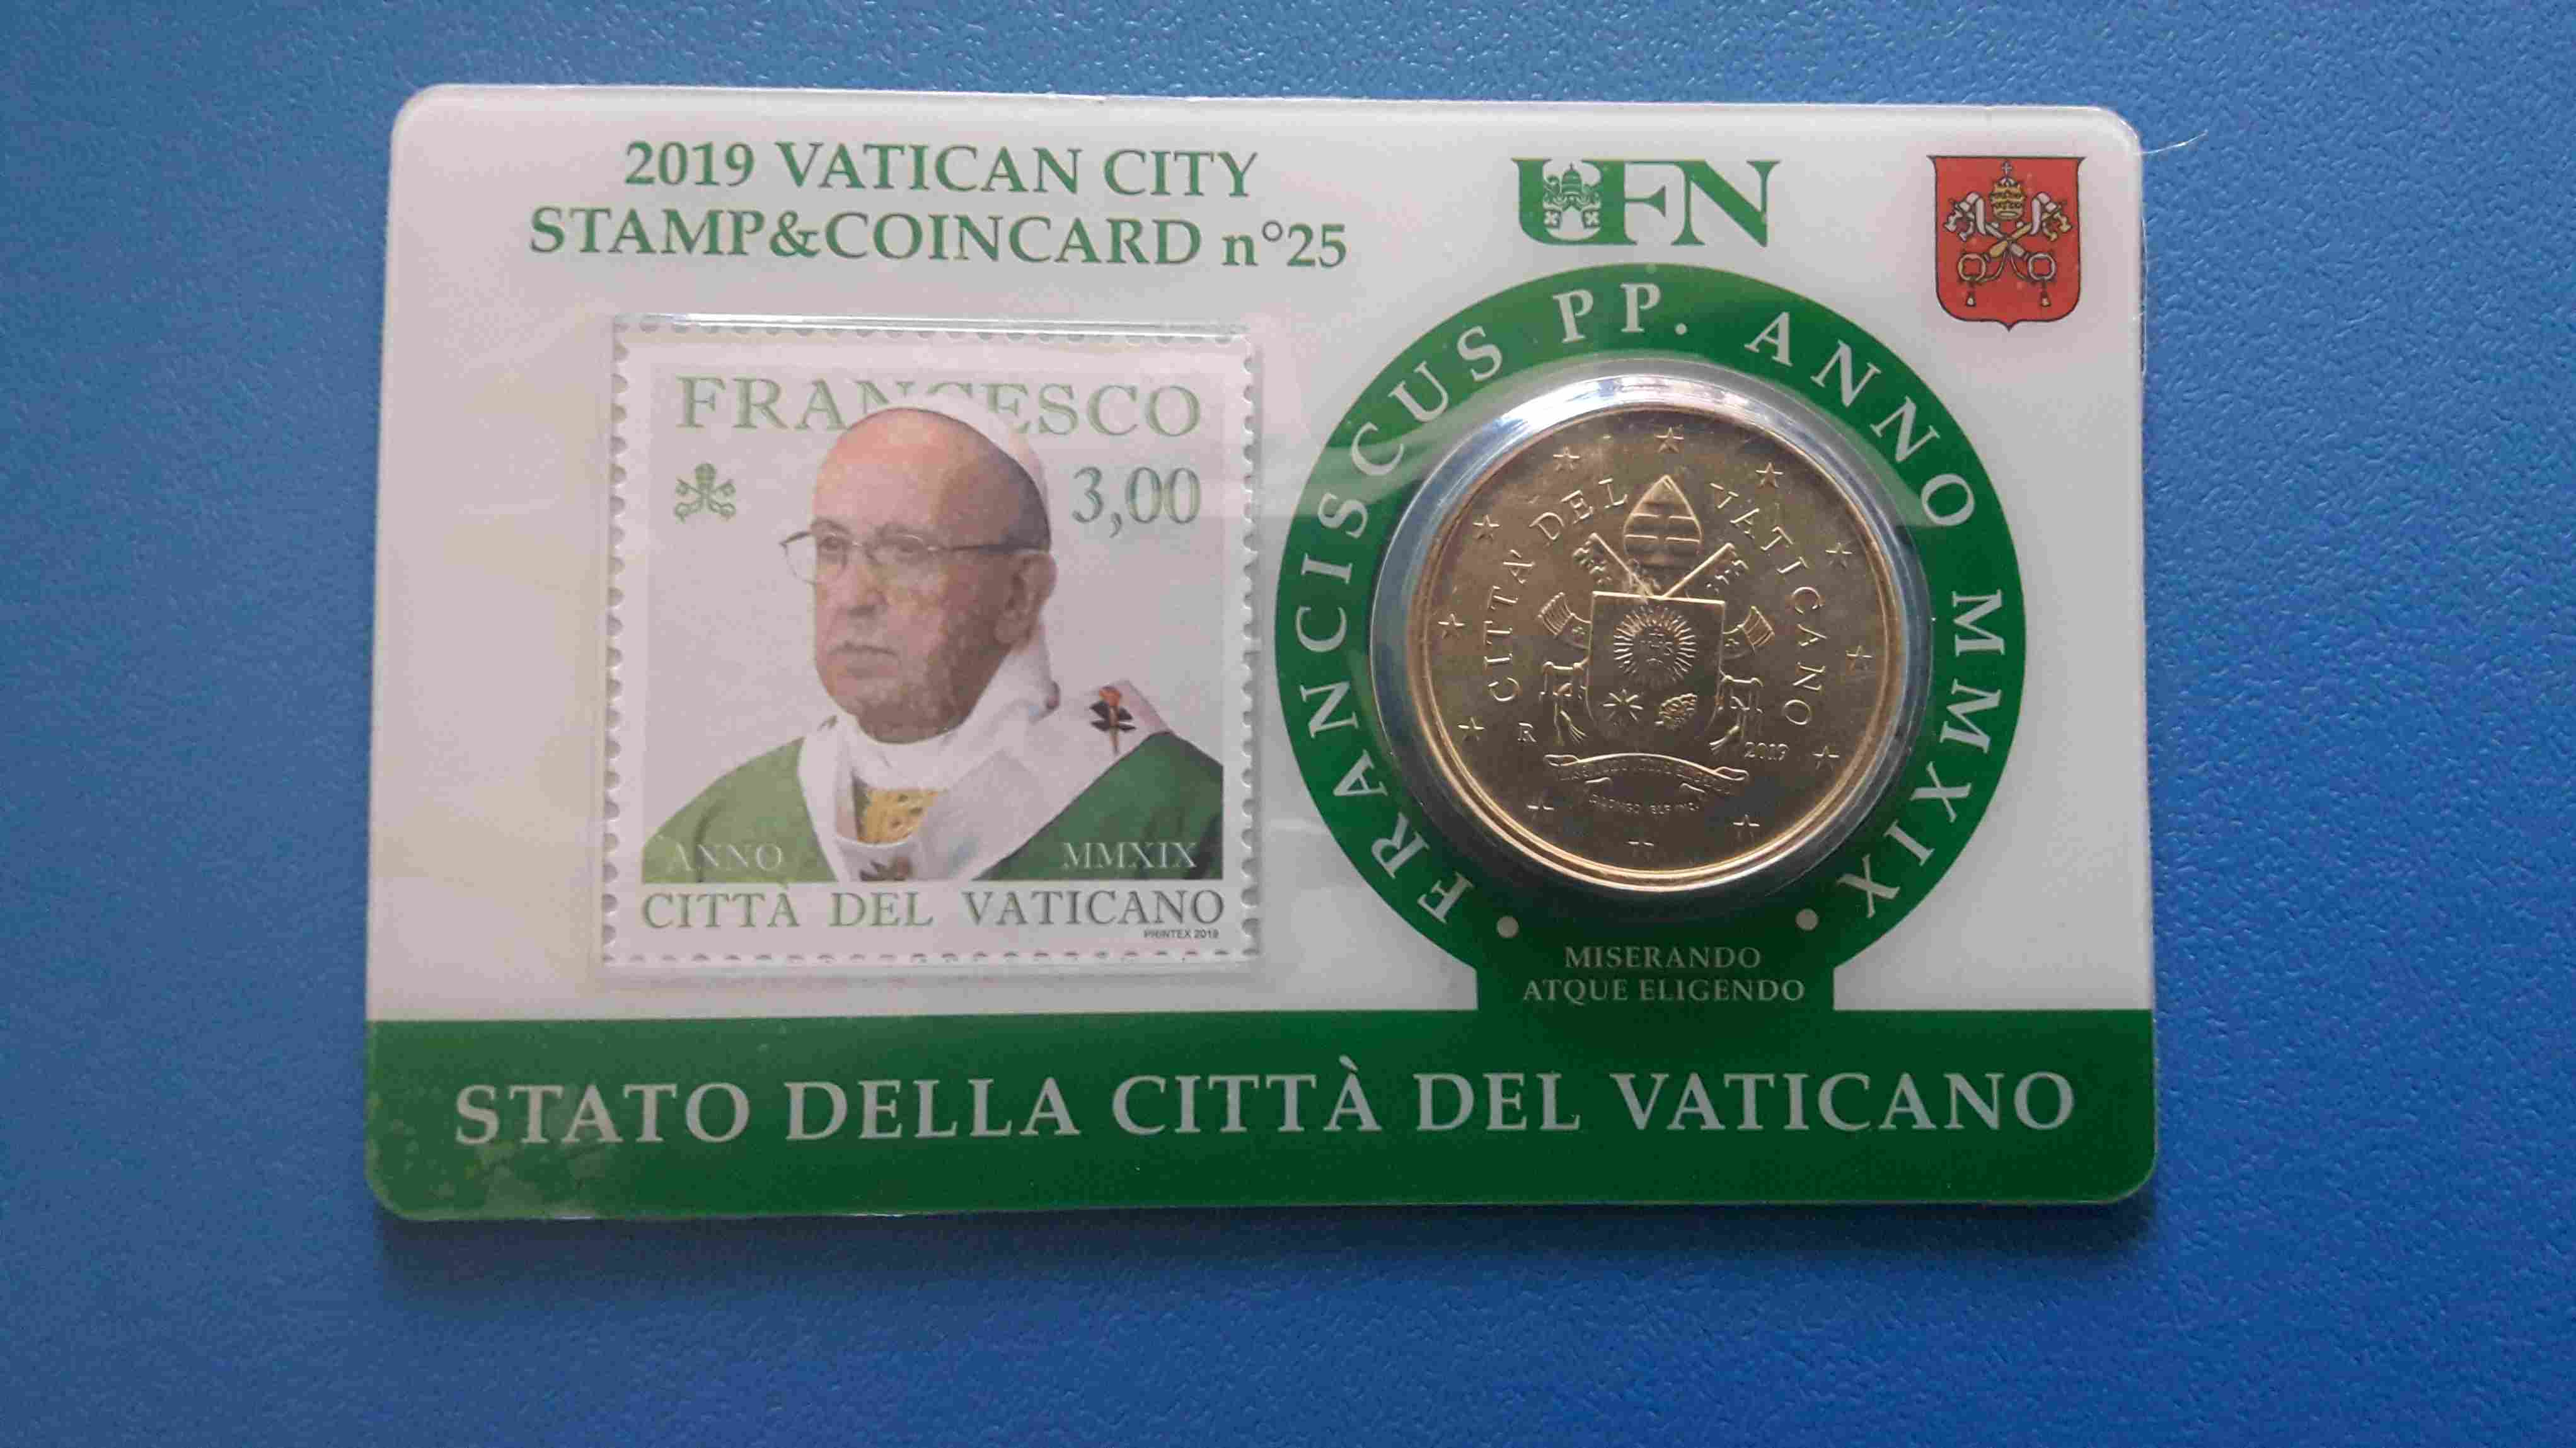 2019 VATICAN CITY
STAMP&COINCARD n°25
UFN
FRANCESCO
3,00
ANNO MMXIX
CITTÀ DEL VATICANO
PRINTEX 2019
FRANCISCUS PP. ANNO MMXIX
CITTA' DEL VATICANO
R 2019
MISERANDO
ATQUE ELIGENDO
STATO DELLA CITTÀ DEL VATICANO